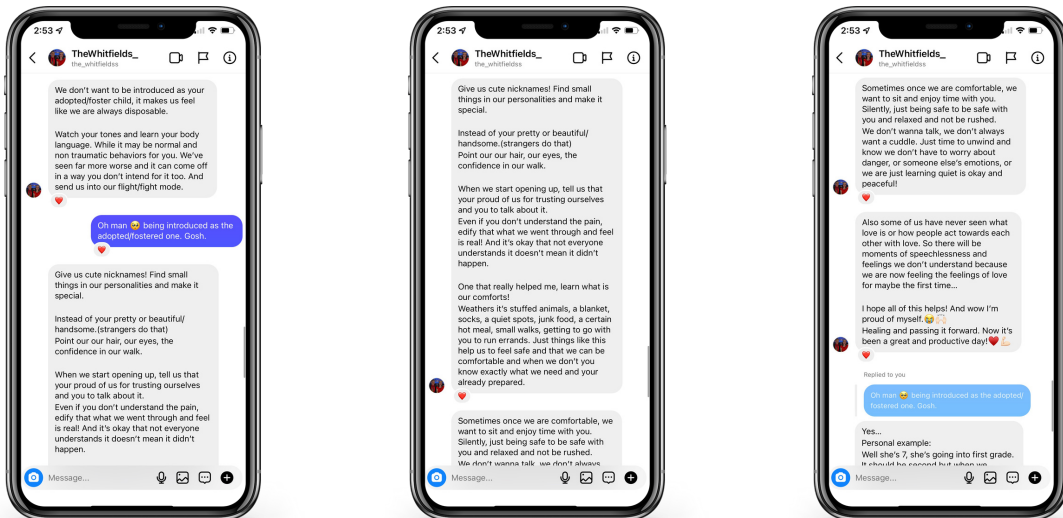 2:53
TheWhitfields_
the_whitfieldss
We don't want to be introduced as your
adopted/foster child, it makes us feel
like we are always disposable.
Watch your tones and learn your body
language. While it may be normal and
non traumatic behaviors for you. We've
seen far more worse and it can come off
in a way you don't intend for it too. And
send us into our flight/fight mode.
Oh man 🥺 being introduced as the
adopted/fostered one. Gosh.
Give us cute nicknames! Find small
things in our personalities and make it
special.
Instead of your pretty or beautiful/
handsome.(strangers do that)
Point our our hair, our eyes, the
confidence in our walk.
When we start opening up, tell us that
your proud of us for trusting ourselves
and you to talk about it.
Even if you don't understand the pain,
edify that what we went through and feel
is real! And it's okay that not everyone
understands it doesn't mean it didn't
happen.
Message...
2:53
TheWhitfields_
the_whitfieldss
Give us cute nicknames! Find small
things in our personalities and make it
special.
Instead of your pretty or beautiful/
handsome.(strangers do that)
Point our our hair, our eyes, the
confidence in our walk.
When we start opening up, tell us that
your proud of us for trusting ourselves
and you to talk about it.
Even if you don't understand the pain,
edify that what we went through and feel
is real! And it's okay that not everyone
understands it doesn't mean it didn't
happen.
One that really helped me, learn what is
our comforts!
Weathers it's stuffed animals, a blanket,
socks, a quiet spots, junk food, a certain
hot meal, small walks, getting to go with
you to run errands. Just things like this
help us to feel safe and that we can be
comfortable and when we don't you
know exactly what we need and your
already prepared.
Sometimes once we are comfortable, we
want to sit and enjoy time with you.
Silently, just being safe to be safe with
you and relaxed and not be rushed.
We don't wanna talk, we don't always
Message...
2:53
TheWhitfields_
the_whitfieldss
Sometimes once we are comfortable, we
want to sit and enjoy time with you.
Silently, just being safe to be safe with
you and relaxed and not be rushed.
We don't wanna talk, we don't always
want a cuddle. Just time to unwind and
know we don't have to worry about
danger, or someone else's emotions, or
we are just learning quiet is okay and
peaceful!
Also some of us have never seen what
love is or how people act towards each
other with love. So there will be
moments of speechlessness and
feelings we don't understand because
we are now feeling the feelings of love
for maybe the first time...
I hope all of this helps! And wow I'm
proud of myself.
Healing and passing it forward. Now it's
been a great and productive day!❤️💪🏻
Replied to you
Oh man 🥺 being introduced as the adopted/
fostered one. Gosh.
Yes...
Personal example:
Well she's 7, she's going into first grade.
It should be second but when we
Message...